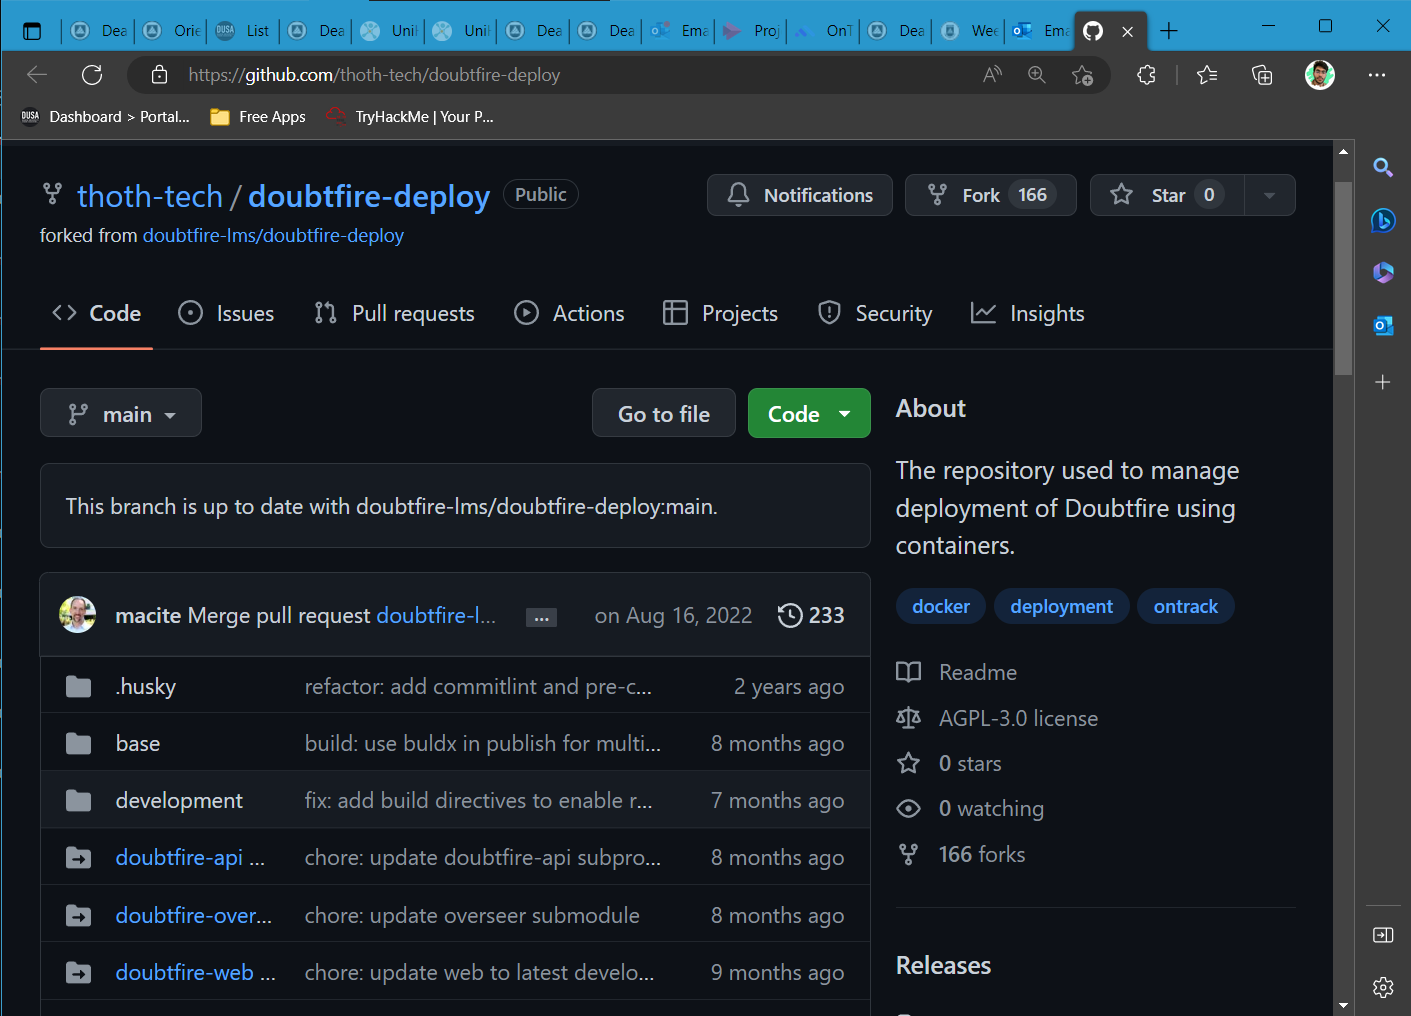 Dea
Orie
DUSA List
Dea
Unil
Unil
Dea
Dea
Ema
Proj
OnT
Dea
Wee
Ema
https://github.com/thoth-tech/doubtfire-deploy
DUSA Dashboard > Portal...
Free Apps
TryHackMe | Your P...
thoth-tech / doubtfire-deploy Public
Notifications
Fork 166
Star 0
forked from doubtfire-lms/doubtfire-deploy
Code
Issues
Pull requests
Actions
Projects
Security
Insights
main
Go to file
Code
This branch is up to date with doubtfire-lms/doubtfire-deploy:main.
macite Merge pull request doubtfire-l... ... on Aug 16, 2022 233
.husky refactor: add commitlint and pre-c... 2 years ago
base build: use buldx in publish for multi... 8 months ago
development fix: add build directives to enable r... 7 months ago
doubtfire-api ... chore: update doubtfire-api subpro... 8 months ago
doubtfire-over... chore: update overseer submodule 8 months ago
doubtfire-web ... chore: update web to latest develo... 9 months ago
About
The repository used to manage
deployment of Doubtfire using
containers.
docker deployment ontrack
Readme
AGPL-3.0 license
0 stars
0 watching
166 forks
Releases